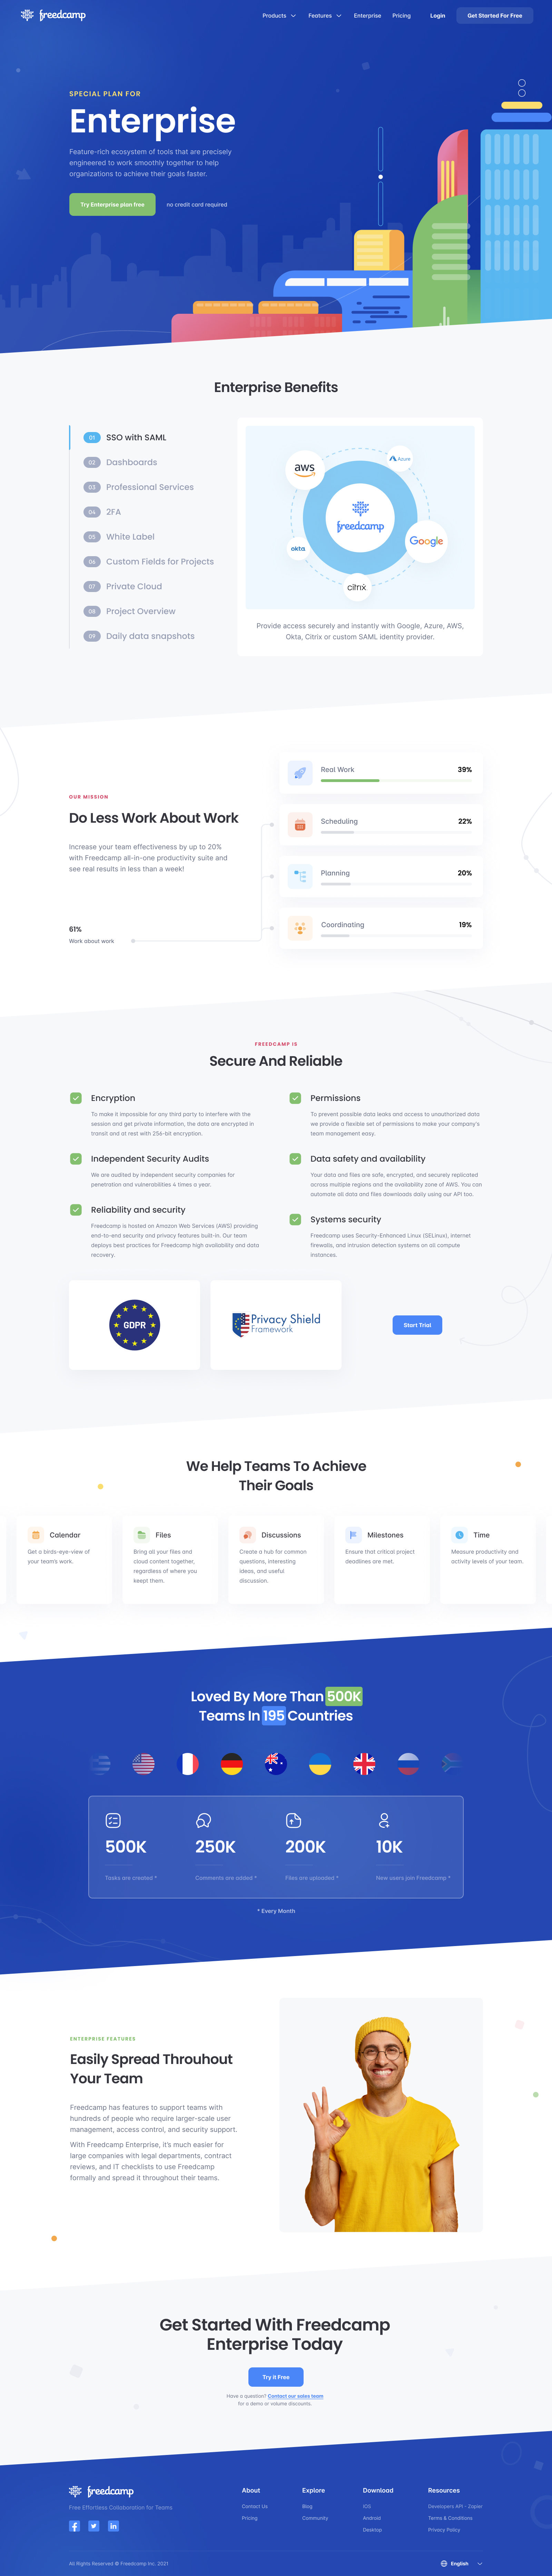 freedcamp
Products
Features
Enterprise
Pricing
Login
Get Started For Free
SPECIAL PLAN FOR
Enterprise
Feature-rich ecosystem of tools that are precisely
engineered to work smoothly together to help
organizations to achieve their goals faster.
Try Enterprise plan free
no credit card required
Enterprise Benefits
01 SSO with SAML
02 Dashboards
03 Professional Services
04 2FA
05 White Label
06 Custom Fields for Projects
07 Private Cloud
08 Project Overview
09 Daily data snapshots
aws
Azure
freedcamp
Google
okta
citrix
Provide access securely and instantly with Google, Azure, AWS,
Okta, Citrix or custom SAML identity provider.
OUR MISSION
Do Less Work About Work
Increase your team effectiveness by up to 20%
with Freedcamp all-in-one productivity suite and
see real results in less than a week!
61%
Work about work
Real Work 39%
Scheduling 22%
Planning 20%
Coordinating 19%
FREEDCAMP IS
Secure And Reliable
Encryption
To make it impossible for any third party to interfere with the
session and get private information, the data are encrypted in
transit and at rest with 256-bit encryption.
Independent Security Audits
We are audited by independent security companies for
penetration and vulnerabilities 4 times a year.
Reliability and security
Freedcamp is hosted on Amazon Web Services (AWS) providing
end-to-end security and privacy features built-in. Our team
deploys best practices for Freedcamp high availability and data
recovery.
Permissions
To prevent possible data leaks and access to unauthorized data
we provide a flexible set of permissions to make your company's
team management easy.
Data safety and availability
Your data and files are safe, encrypted, and securely replicated
across multiple regions and the availability zone of AWS. You can
automate all data and files downloads daily using our API too.
Systems security
Freedcamp uses Security-Enhanced Linux (SELinux), Internet
firewalls, and Intrusion detection systems on all compute
instances.
GDPR
Privacy Shield
Framework
Start Trial
We Help Teams To Achieve
Their Goals
Calendar
Get a birds-eye-view of
your team's work.
Files
Bring all your files and
cloud content together,
regardless of where you
keept them.
Discussions
Create a hub for common
questions, interesting
ideas, and useful
discussion.
Milestones
Ensure that critical project
deadlines are met.
Time
Measure productivity and
activity levels of your team.
Loved By More Than 500K
Teams In 195 Countries
500K
Tasks are created *
250K
Comments are added *
200K
Files are uploaded *
10K
New users join Freedcamp *
* Every Month
ENTERPRISE FEATURES
Easily Spread Throuhout
Your Team
Freedcamp has features to support teams with
hundreds of people who require larger-scale user
management, access control, and security support.
With Freedcamp Enterprise, it's much easier for
large companies with legal departments, contract
reviews, and IT checklists to use Freedcamp
formally and spread it throughout their teams.
Get Started With Freedcamp
Enterprise Today
Try it Free
Have a question? Contact our sales team
for a demo or volume discounts.
freedcamp
Free Effortless Collaboration for Teams
About
Contact Us
Pricing
Explore
Blog
Community
Download
iOS
Android
Desktop
Resources
Developers API - Zapier
Terms & Conditions
Privacy Policy
All Rights Reserved © Freedcamp Inc. 2021
English